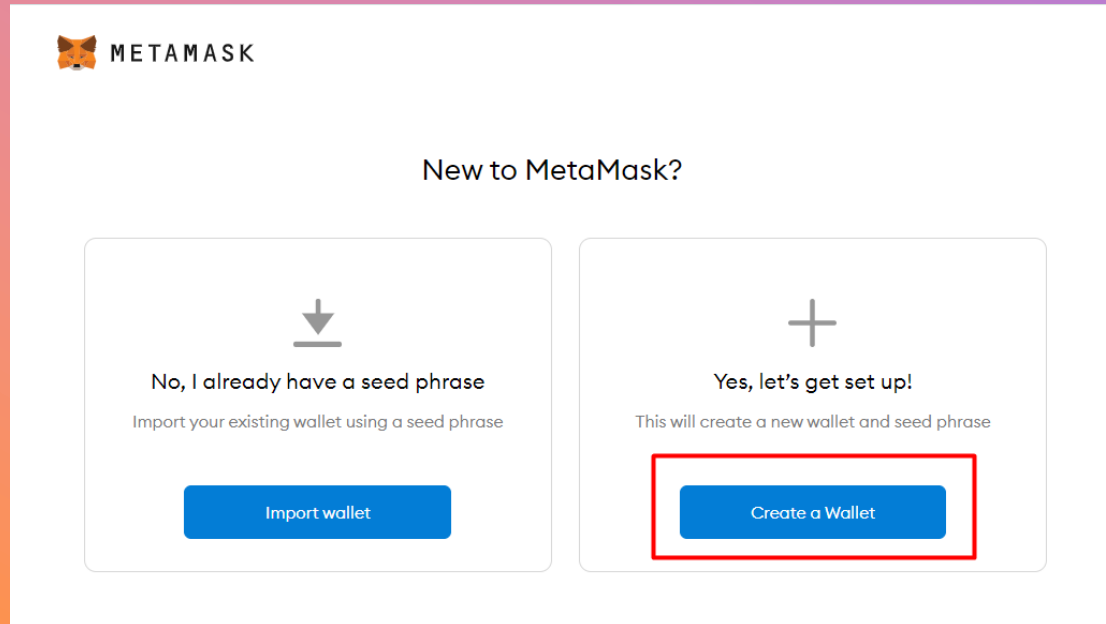 METAMASK
New to MetaMask?
No, I already have a seed phrase
Import your existing wallet using a seed phrase
Import wallet
Yes, let’s get set up!
This will create a new wallet and seed phrase
Create a Wallet